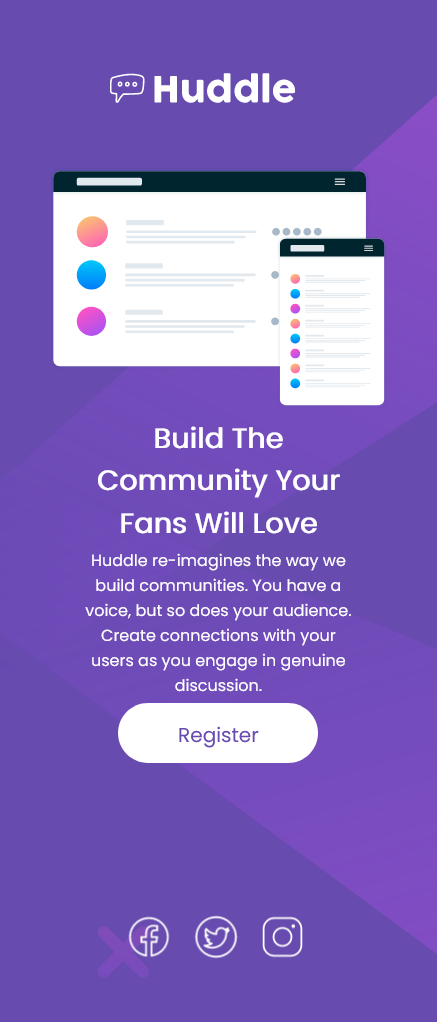 Huddle
Build The
Community Your
Fans Will Love
Huddle re-imagines the way we
build communities. You have a
voice, but so does your audience.
Create connections with your
users as you engage in genuine
discussion.
Register